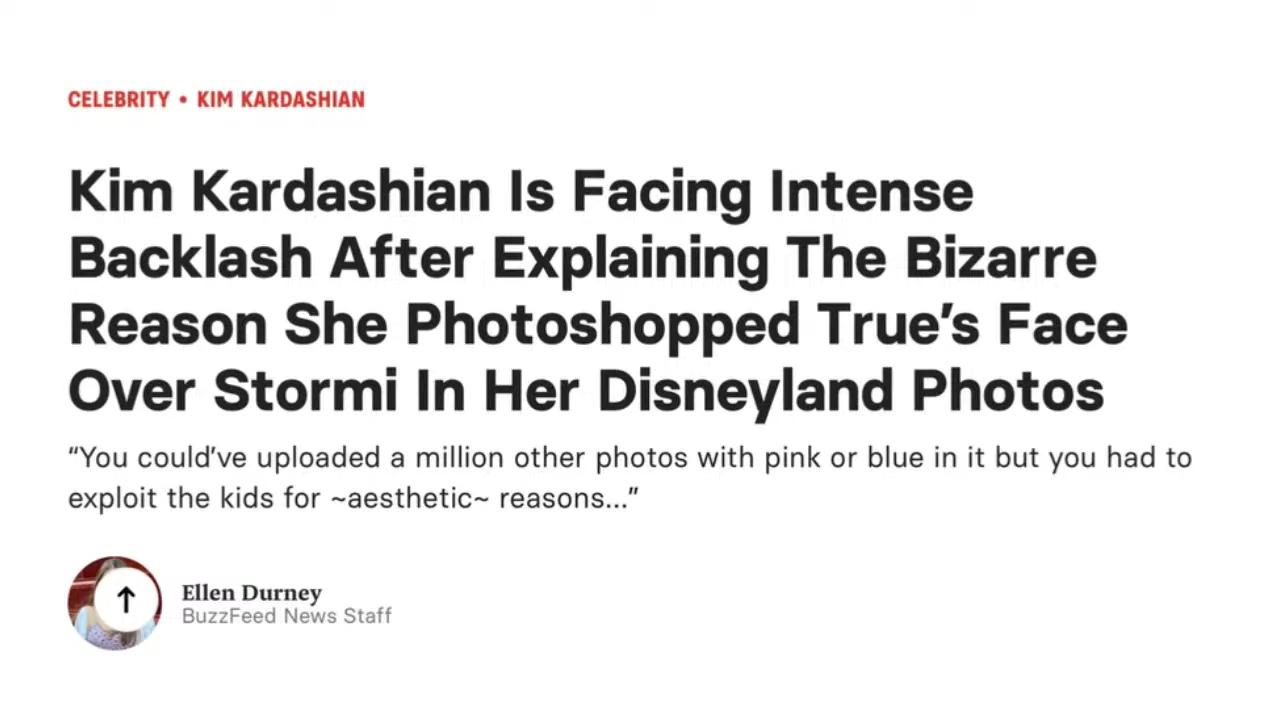 CELEBRITY • KIM KARDASHIAN
Kim Kardashian Is Facing Intense
Backlash After Explaining The Bizarre
Reason She Photoshopped True’s Face
Over Stormi In Her Disneyland Photos
“You could’ve uploaded a million other photos with pink or blue in it but you had to
exploit the kids for ~aesthetic~ reasons...”
Ellen Durney
BuzzFeed News Staff